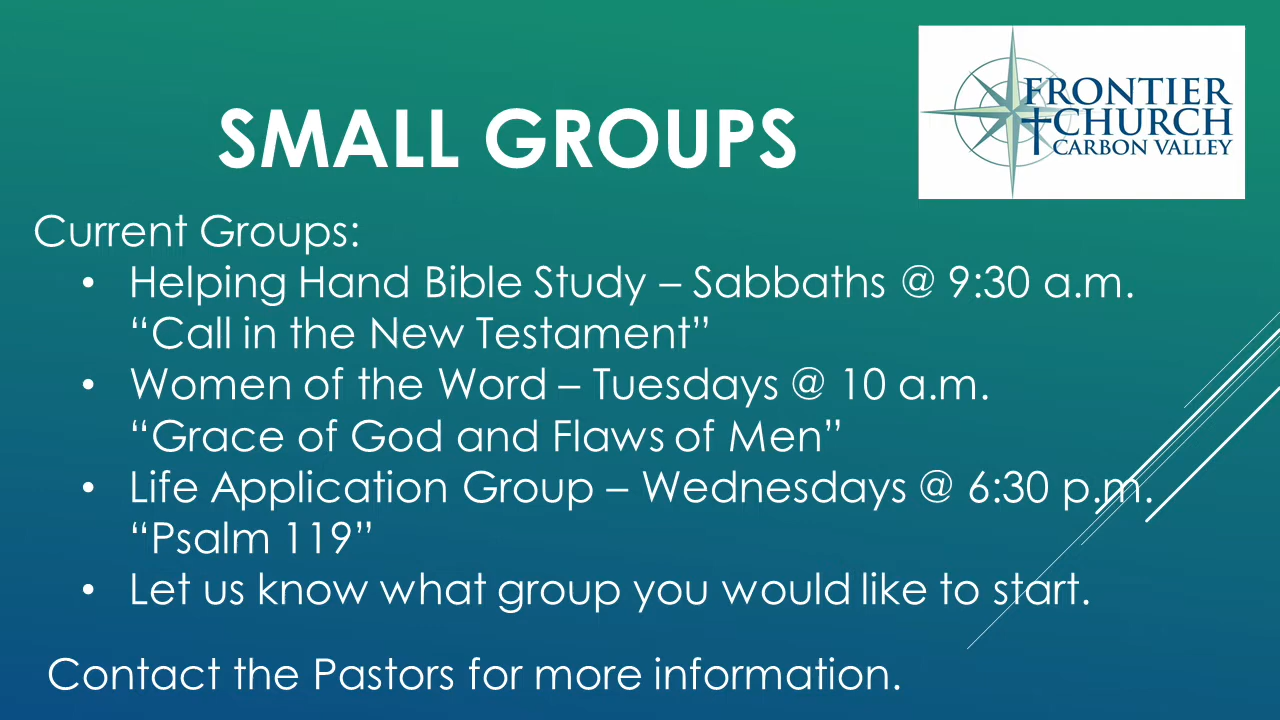 SMALL GROUPS
FRONTIER
CHURCH
CARBON VALLEY
Current Groups:
• Helping Hand Bible Study – Sabbaths @ 9:30 a.m.
“Call in the New Testament”
• Women of the Word – Tuesdays @ 10 a.m.
“Grace of God and Flaws of Men”
• Life Application Group – Wednesdays @ 6:30 p.m.
“Psalm 119”
• Let us know what group you would like to start.
Contact the Pastors for more information.